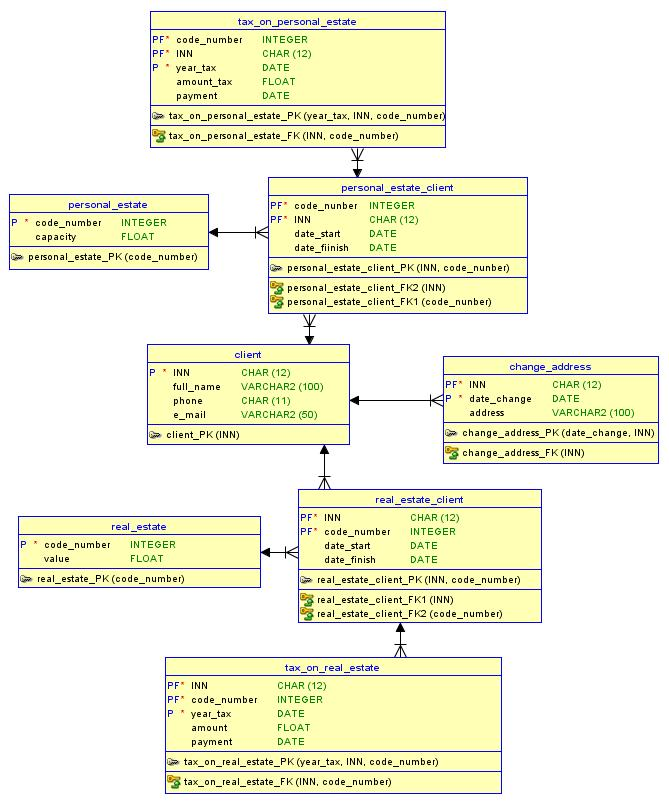 tax_on_personal_estate
PF* code_number INTEGER
PF* INN CHAR (12)
P * year_tax DATE
amount_tax FLOAT
payment DATE
tax_on_personal_estate_PK (year_tax, INN, code_number)
tax_on_personal_estate_FK (INN, code_number)
personal_estate
P * code_number INTEGER
capacity FLOAT
personal_estate_PK (code_number)
personal_estate_client
PF* code_nunber INTEGER
PF* INN CHAR (12)
date_start DATE
date_fiinish DATE
personal_estate_client_PK (INN, code_nunber)
personal_estate_client_FK2 (INN)
personal_estate_client_FK1 (code_nunber)
client
P * INN CHAR (12)
full_name VARCHAR2 (100)
phone CHAR (11)
e_mail VARCHAR2 (50)
client_PK (INN)
change_address
PF* INN CHAR (12)
P * date_change DATE
address VARCHAR2 (100)
change_address_PK (date_change, INN)
change_address_FK (INN)
real_estate
P * code_number INTEGER
value FLOAT
real_estate_PK (code_number)
real_estate_client
PF* INN CHAR (12)
PF* code_number INTEGER
date_start DATE
date_finish DATE
real_estate_client_PK (INN, code_number)
real_estate_client_FK1 (INN)
real_estate_client_FK2 (code_number)
tax_on_real_estate
PF* INN CHAR (12)
PF* code_number INTEGER
P * year_tax DATE
amount FLOAT
payment DATE
tax_on_real_estate_PK (year_tax, INN, code_number)
tax_on_real_estate_FK (INN, code_number)